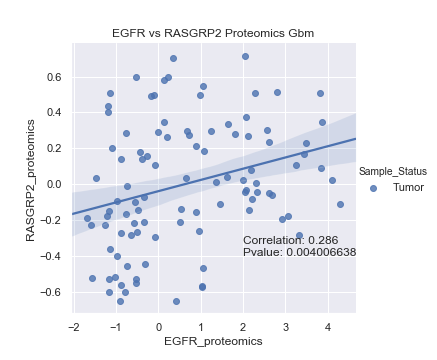 EGFR vs RASGRP2 Proteomics Gbm
RASGRP2_proteomics
0.6
0.4
0.2
0.0
−0.2
−0.4
−0.6
Sample_Status
Tumor
Correlation: 0.286
Pvalue: 0.004006638
−2
−1
0
1
2
3
4
EGFR_proteomics